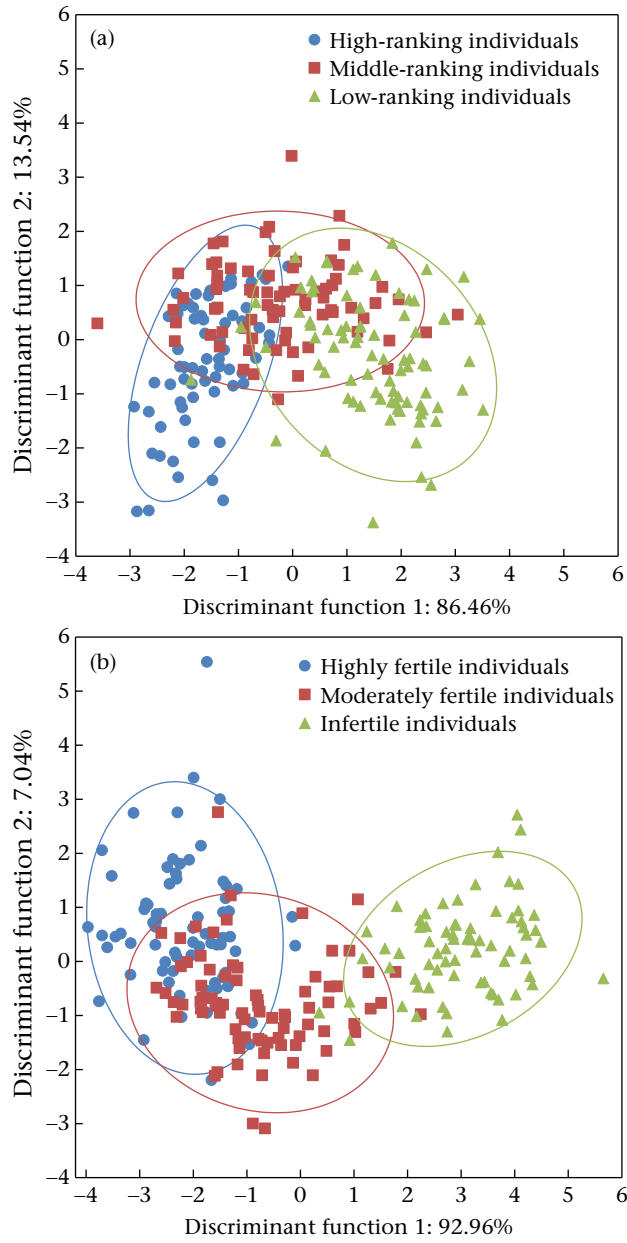 (a)
High-ranking individuals
Middle-ranking individuals
Low-ranking individuals
Discriminant function 2: 13.54%
6
5
4
3
2
1
0
−1
−2
−3
−4
−4 −3 −2 −1 0 1 2 3 4 5 6
Discriminant function 1: 86.46%
(b)
Highly fertile individuals
Moderately fertile individuals
Infertile individuals
Discriminant function 2: 7.04%
6
5
4
3
2
1
0
−1
−2
−3
−4
−4 −3 −2 −1 0 1 2 3 4 5 6
Discriminant function 1: 92.96%